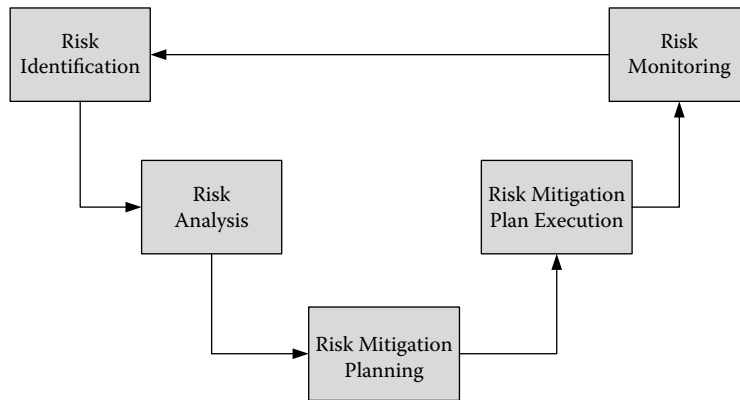 Risk
Identification
Risk
Monitoring
Risk
Analysis
Risk Mitigation
Plan Execution
Risk Mitigation
Planning